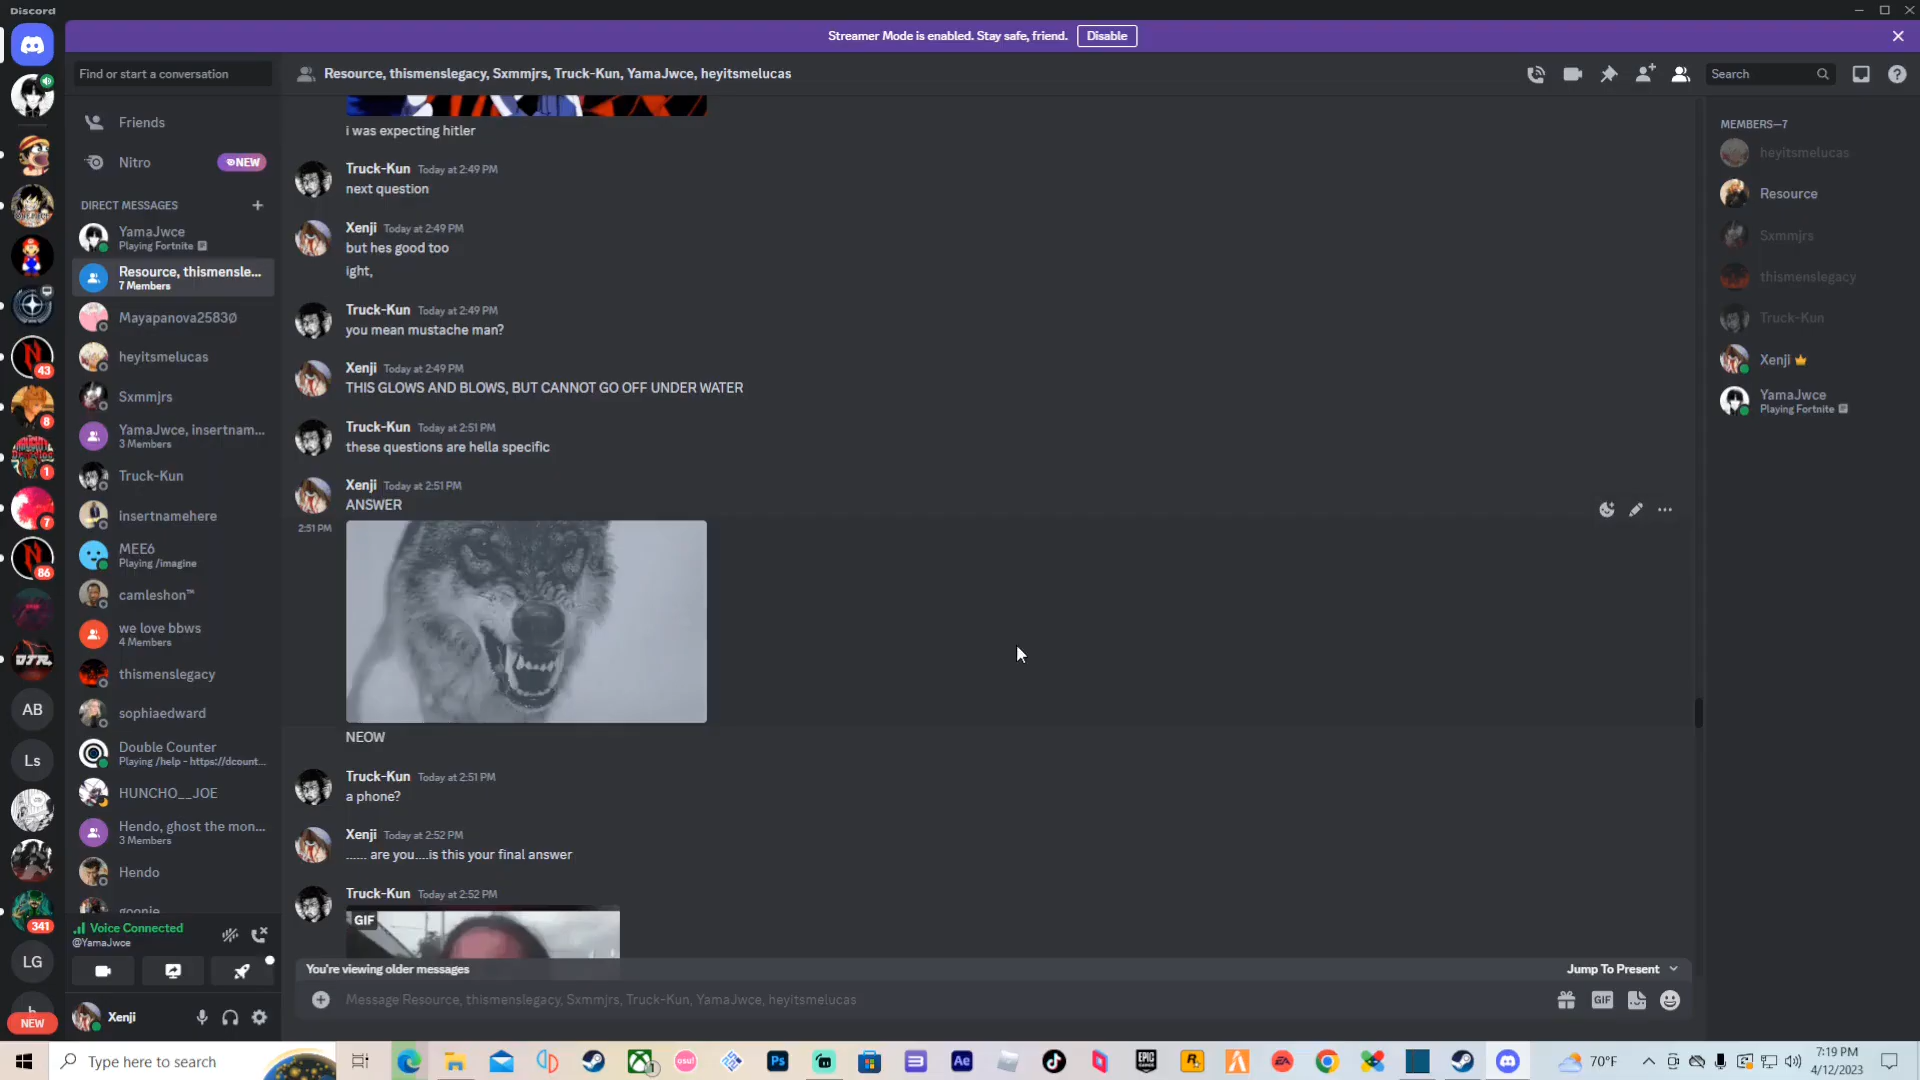 Discord
Streamer Mode is enabled. Stay safe, friend.
Disable
Find or start a conversation
Resource, thismenslegacy, Sxmmjrs, Truck-Kun, YamaJwce, heyitsmelucas
Search
Friends
Nitro
NEW
DIRECT MESSAGES
YamaJwce
Playing Fortnite
Resource, thismensle...
7 Members
Mayapanova2583Ø
heyitsmelucas
Sxmmjrs
YamaJwce, insertnam...
3 Members
Truck-Kun
insertnamehere
MEE6
Playing /imagine
camleshon™
we love bbws
4 Members
thismenslegacy
sophiaedward
Double Counter
Playing /help - https://dcount...
HUNCHO__JOE
Hendo, ghost the mon...
3 Members
Hendo
goonie
Voice Connected
@YamaJwce
Xenji
43
8
1
7
86
OTR
AB
Ls
341
LG
NEW
i was expecting hitler
Truck-Kun Today at 2:49 PM
next question
Xenji Today at 2:49 PM
but hes good too
ight,
Truck-Kun Today at 2:49 PM
you mean mustache man?
Xenji Today at 2:49 PM
THIS GLOWS AND BLOWS, BUT CANNOT GO OFF UNDER WATER
Truck-Kun Today at 2:51 PM
these questions are hella specific
Xenji Today at 2:51 PM
ANSWER
2:51 PM
NEOW
Truck-Kun Today at 2:51 PM
a phone?
Xenji Today at 2:52 PM
...... are you....is this your final answer
Truck-Kun Today at 2:52 PM
GIF
You're viewing older messages
Jump To Present
Message Resource, thismenslegacy, Sxmmjrs, Truck-Kun, YamaJwce, heyitsmelucas
GIF
MEMBERS—7
heyitsmelucas
Resource
Sxmmjrs
thismenslegacy
Truck-Kun
Xenji
YamaJwce
Playing Fortnite
Type here to search
osu!
Ps
Ae
EPIC
GAMES
R
EA
70°F
7:19 PM
4/12/2023